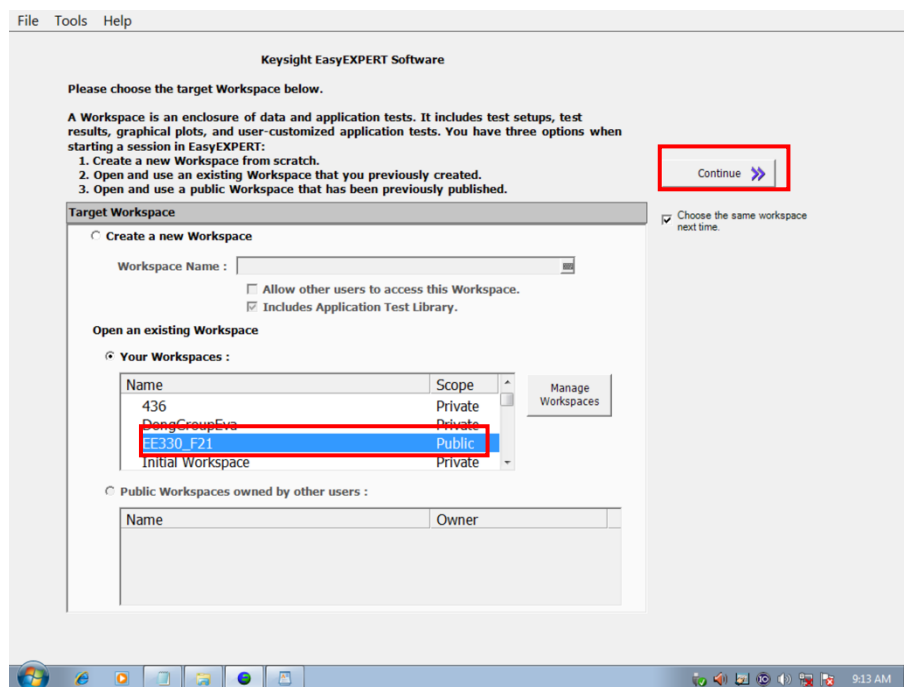 File Tools Help
Keysight EasyEXPERT Software
Please choose the target Workspace below.
A Workspace is an enclosure of data and application tests. It includes test setups, test
results, graphical plots, and user-customized application tests. You have three options when
starting a session in EasyEXPERT:
1. Create a new Workspace from scratch.
2. Open and use an existing Workspace that you previously created.
3. Open and use a public Workspace that has been previously published.
Continue
Choose the same workspace
next time.
Target Workspace
Create a new Workspace
Workspace Name :
Allow other users to access this Workspace.
Includes Application Test Library.
Open an existing Workspace
Your Workspaces :
Name Scope
436 Private
DongGroupEva Private
EE330_F21 Public
Initial Workspace Private
Manage
Workspaces
Public Workspaces owned by other users :
Name Owner
9:13 AM